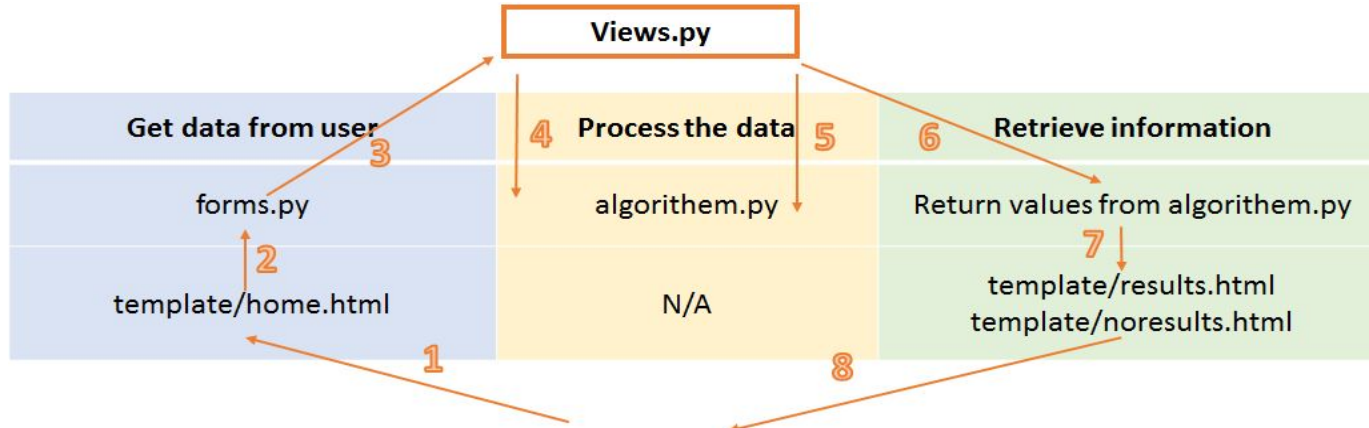 Views.py
Get data from user
Process the data
Retrieve information
3
4
5
6
forms.py
algorithem.py
Return values from algorithem.py
2
7
template/home.html
N/A
template/results.html
template/noresults.html
1
8